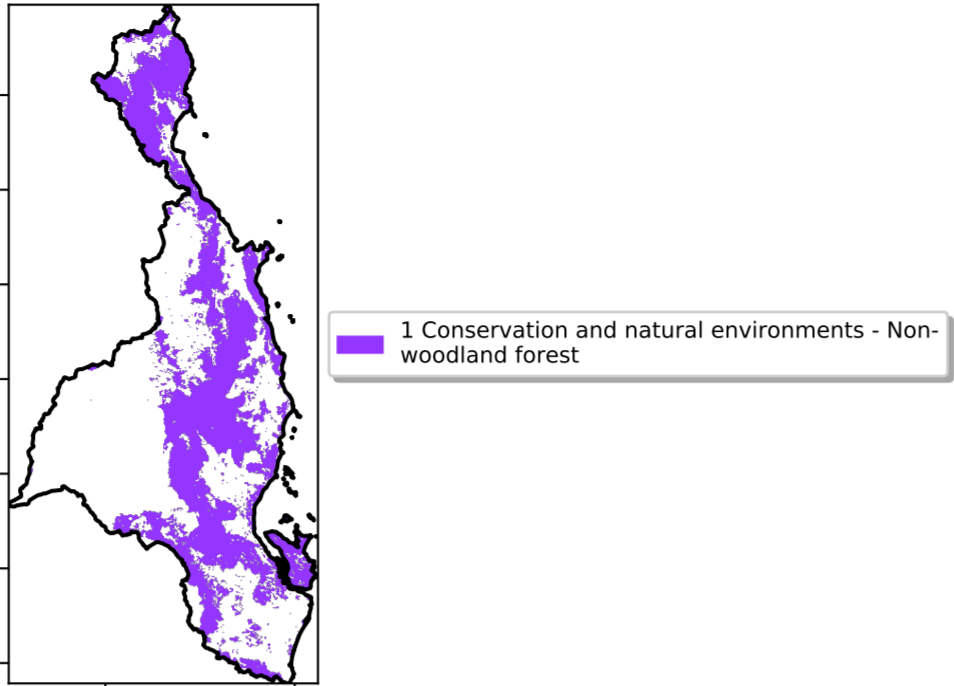 1 Conservation and natural environments - Non-
woodland forest